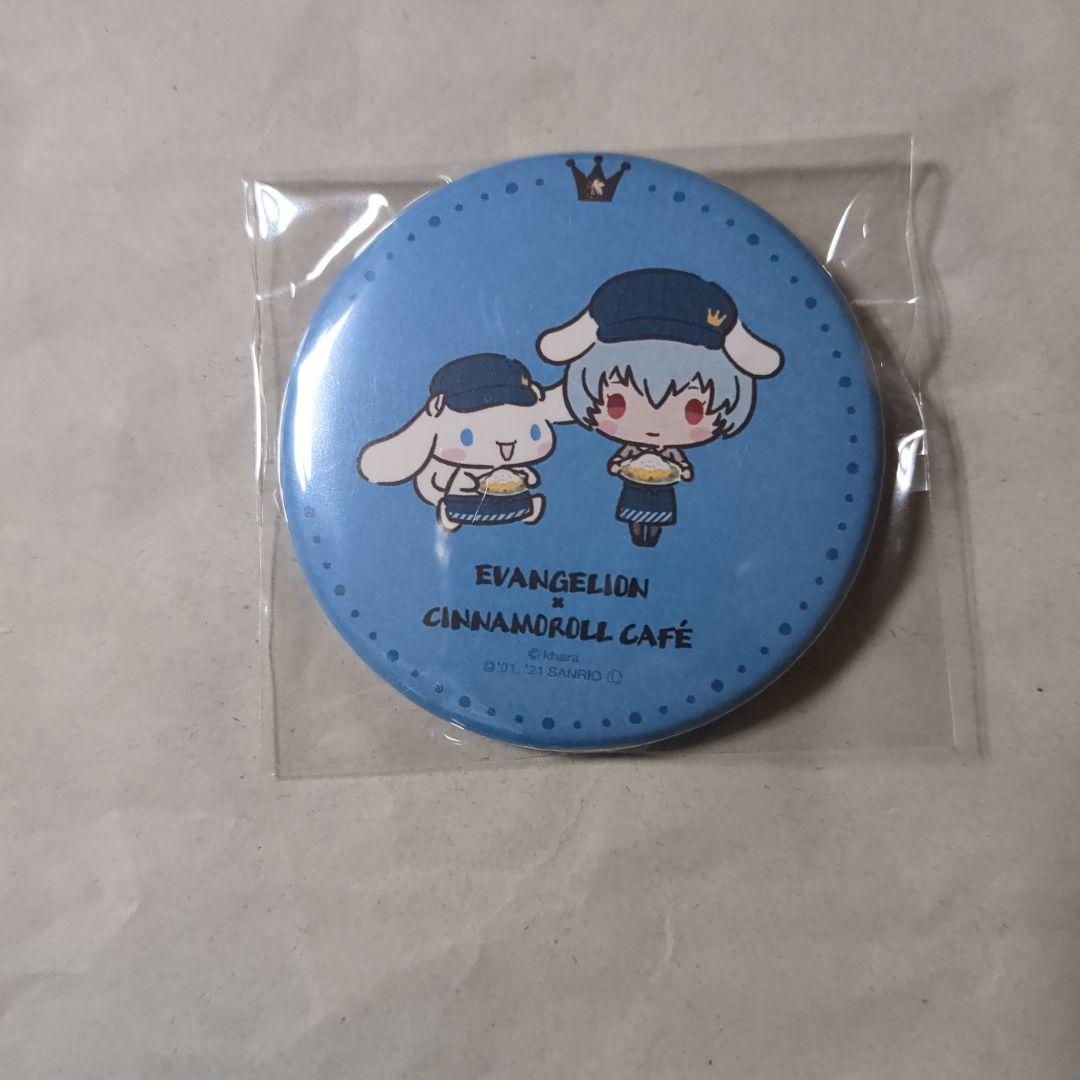 EVANGELION
×
CINNAMOROLL CAFÉ
©khara
©'01, '21 SANRIO Ⓛ